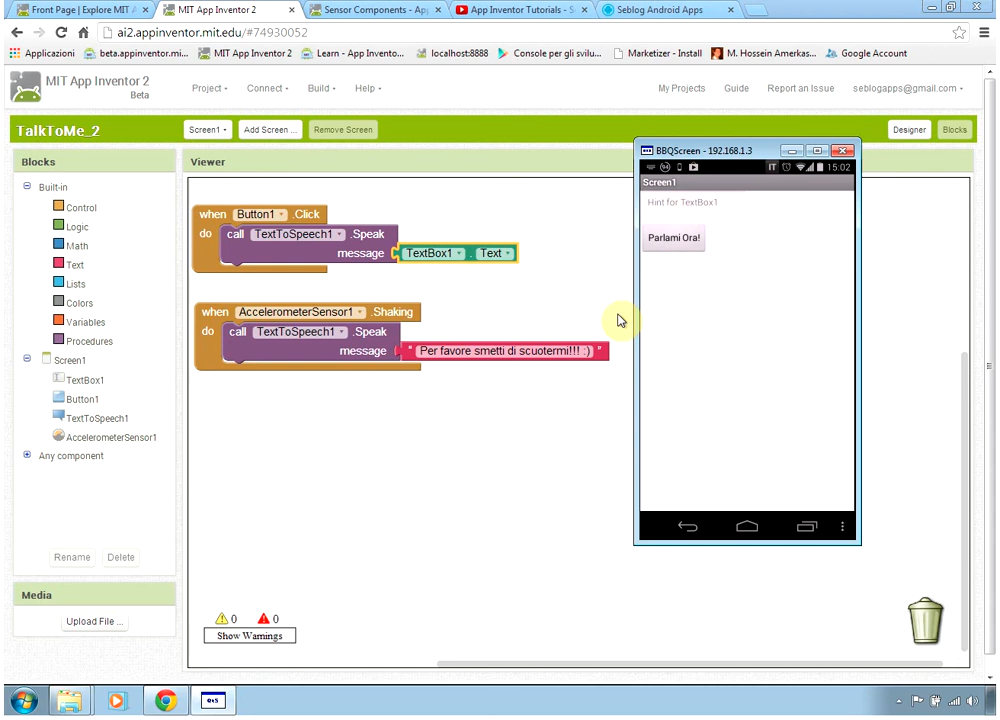 Front Page | Explore MIT A
MIT App Inventor 2
Sensor Components - App
App Inventor Tutorials - S
Seblog Android Apps
ai2.appinventor.mit.edu/#74930052
Applicazioni
beta.appinventor.mi...
MIT App Inventor 2
Learn - App Invento...
localhost:8888
Console per gli svilu...
Marketizer - Install
M. Hossein Amerkas...
Google Account
MIT App Inventor 2
Beta
Project
Connect
Build
Help
My Projects
Guide
Report an Issue
seblogapps@gmail.com
TalkToMe_2
Screen1
Add Screen ...
Remove Screen
Designer
Blocks
Blocks
Built-in
Control
Logic
Math
Text
Lists
Colors
Variables
Procedures
Screen1
TextBox1
Button1
TextToSpeech1
AccelerometerSensor1
Any component
Rename
Delete
Media
Upload File ...
Viewer
when Button1 .Click
do call TextToSpeech1 .Speak
message TextBox1 . Text
when AccelerometerSensor1 .Shaking
do call TextToSpeech1 .Speak
message " Per favore smetti di scuotermi!!! :) "
0
0
Show Warnings
BBQScreen - 192.168.1.3
IT
15:02
Screen1
Hint for TextBox1
Parlami Ora!